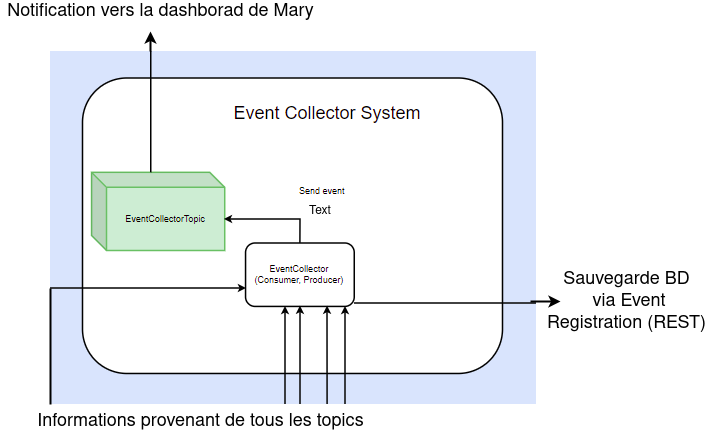 Notification vers la dashborad de Mary
Event Collector System
Send event
Text
EventCollectorTopic
EventCollector
(Consumer, Producer)
Sauvegarde BD
via Event
Registration (REST)
Informations provenant de tous les topics